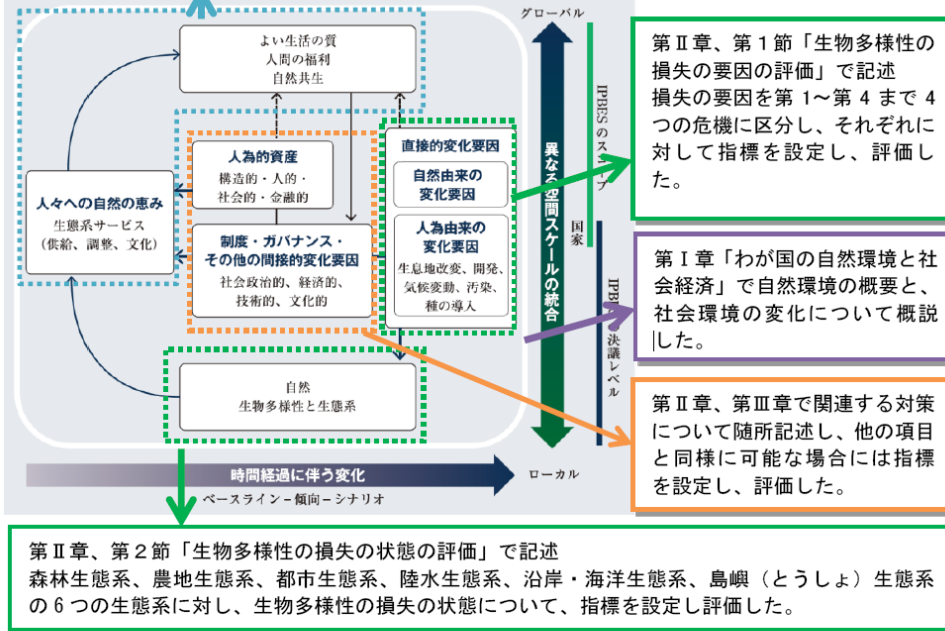 グローバル
よい生活の質
人間の福利
自然共生
人為的資産
構造的・人的・
社会的・金融的
直接的変化要因
自然由来の
変化要因
人々への自然の恵み
生態系サービス
（供給、調整、文化）
制度・ガバナンス・
その他の間接的変化要因
社会政治的、経済的、
技術的、文化的
人為由来の
変化要因
生息地改変、開発、
気候変動、汚染、
種の導入
自然
生物多様性と生態系
異なる空間スケールの統合
国家
ローカル
時間経過に伴う変化
ベースライン－傾向－シナリオ
第Ⅱ章、第１節「生物多様性の
損失の要因の評価」で記述
損失の要因を第 1～第 4 まで 4
つの危機に区分し、それぞれに
対して指標を設定し、評価し
た。
第Ⅰ章「わが国の自然環境と社
会経済」で自然環境の概要と、
社会環境の変化について概説
した。
第Ⅱ章、第Ⅲ章で関連する対策
について随所記述し、他の項目
と同様に可能な場合には指標
を設定し、評価した。
第Ⅱ章、第２節「生物多様性の損失の状態の評価」で記述
森林生態系、農地生態系、都市生態系、陸水生態系、沿岸・海洋生態系、島嶼（とうしょ）生態系
の 6 つの生態系に対し、生物多様性の損失の状態について、指標を設定し評価した。